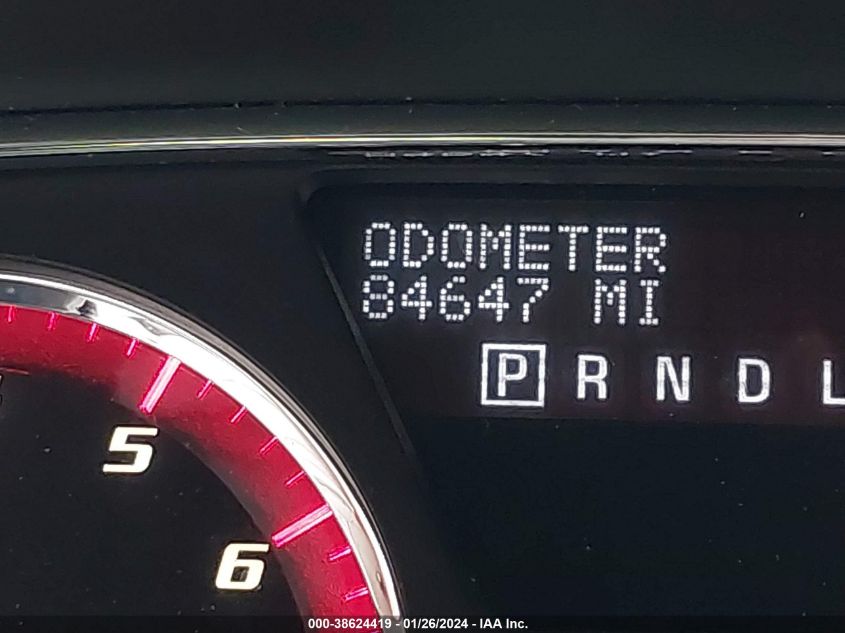 ODOMETER
84647 MI
P R N D L
5
6
000-38624419 - 01/26/2024 - IAA Inc.